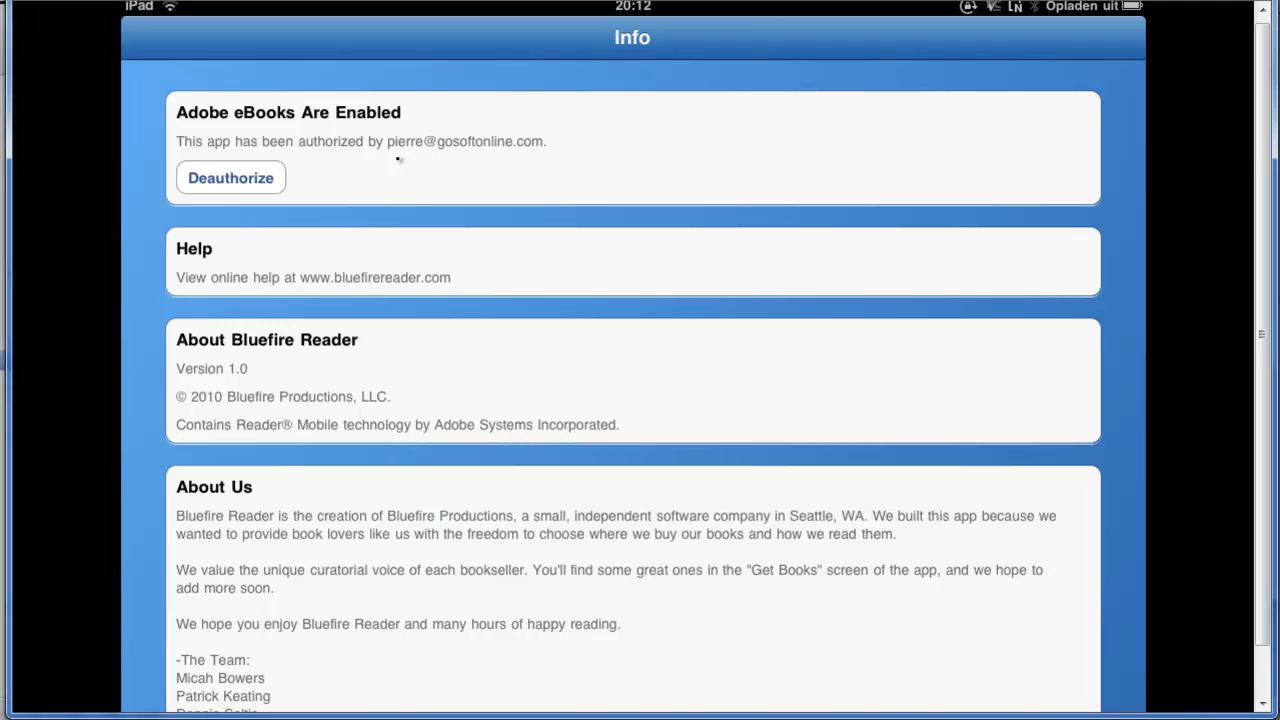 iPad 20:12 Opladen uit
Info
Adobe eBooks Are Enabled
This app has been authorized by pierre@gosoftonline.com.
Deauthorize
Help
View online help at www.bluefirereader.com
About Bluefire Reader
Version 1.0
© 2010 Bluefire Productions, LLC.
Contains Reader® Mobile technology by Adobe Systems Incorporated.
About Us
Bluefire Reader is the creation of Bluefire Productions, a small, independent software company in Seattle, WA. We built this app because we
wanted to provide book lovers like us with the freedom to choose where we buy our books and how we read them.
We value the unique curatorial voice of each bookseller. You'll find some great ones in the "Get Books" screen of the app, and we hope to
add more soon.
We hope you enjoy Bluefire Reader and many hours of happy reading.
-The Team:
Micah Bowers
Patrick Keating